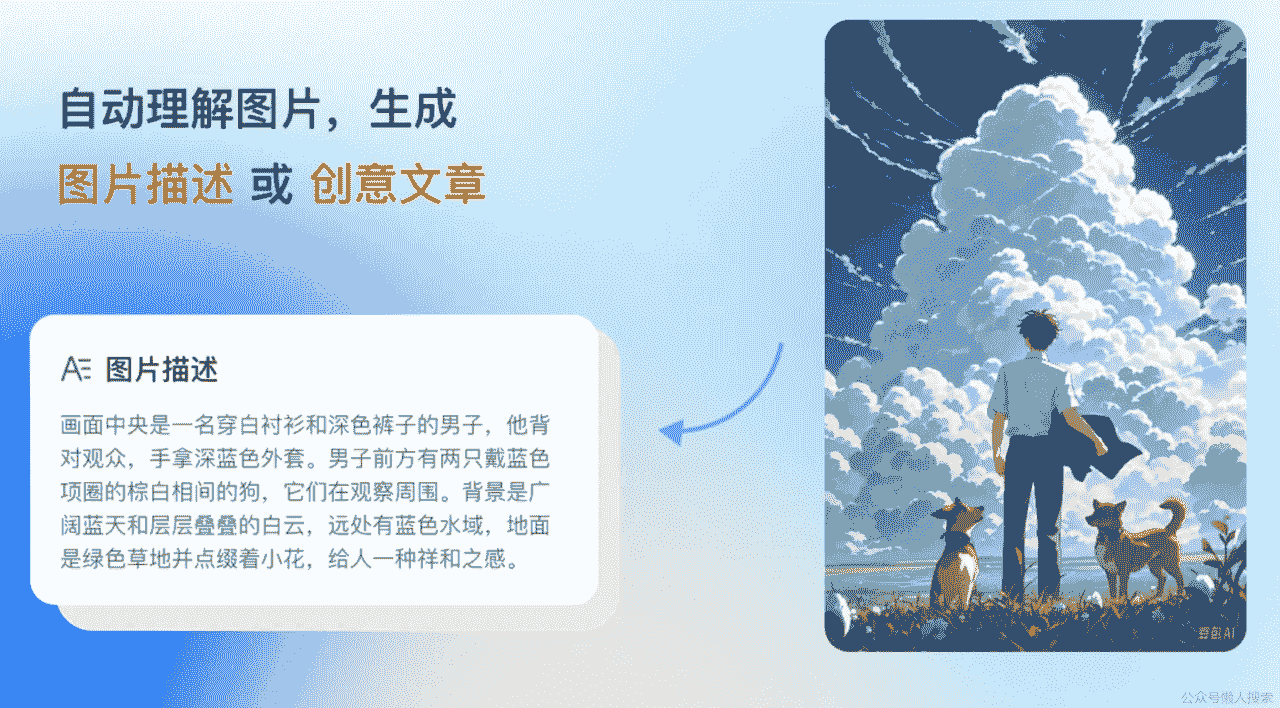 自动理解图片，生成
图片描述 或 创意文章
图片描述
画面中央是一名穿白衬衫和深色裤子的男子，他背
对观众，手拿深蓝色外套。男子前方有两只戴蓝色
项圈的棕白相间的狗，它们在观察周围。背景是广
阔蓝天和层层叠叠的白云，远处有蓝色水域，地面
是绿色草地并点缀着小花，给人一种祥和之感。
豆包AI
公众号懒人搜索